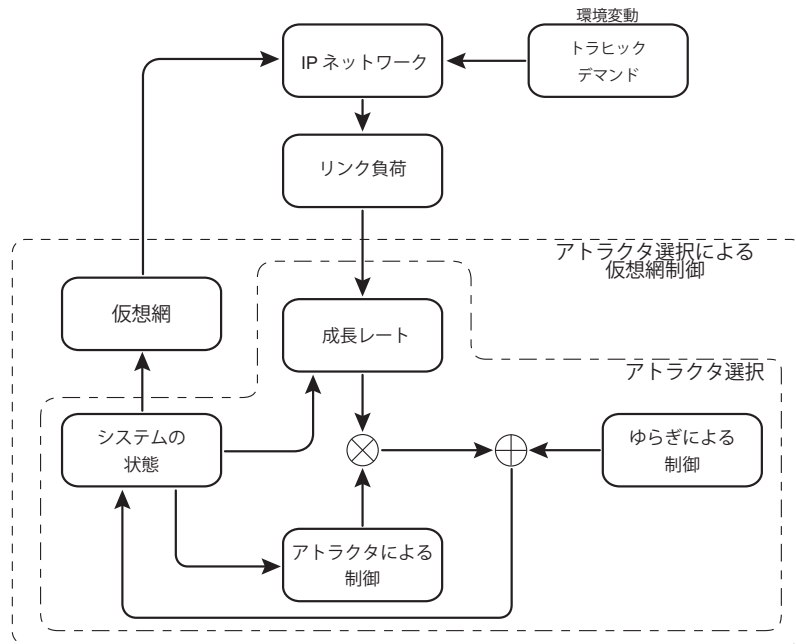 環境変動
IP ネットワーク
トラヒック
デマンド
リンク負荷
アトラクタ選択による
仮想網制御
仮想網
成長レート
アトラクタ選択
システムの
状態
ゆらぎによる
制御
アトラクタによる
制御